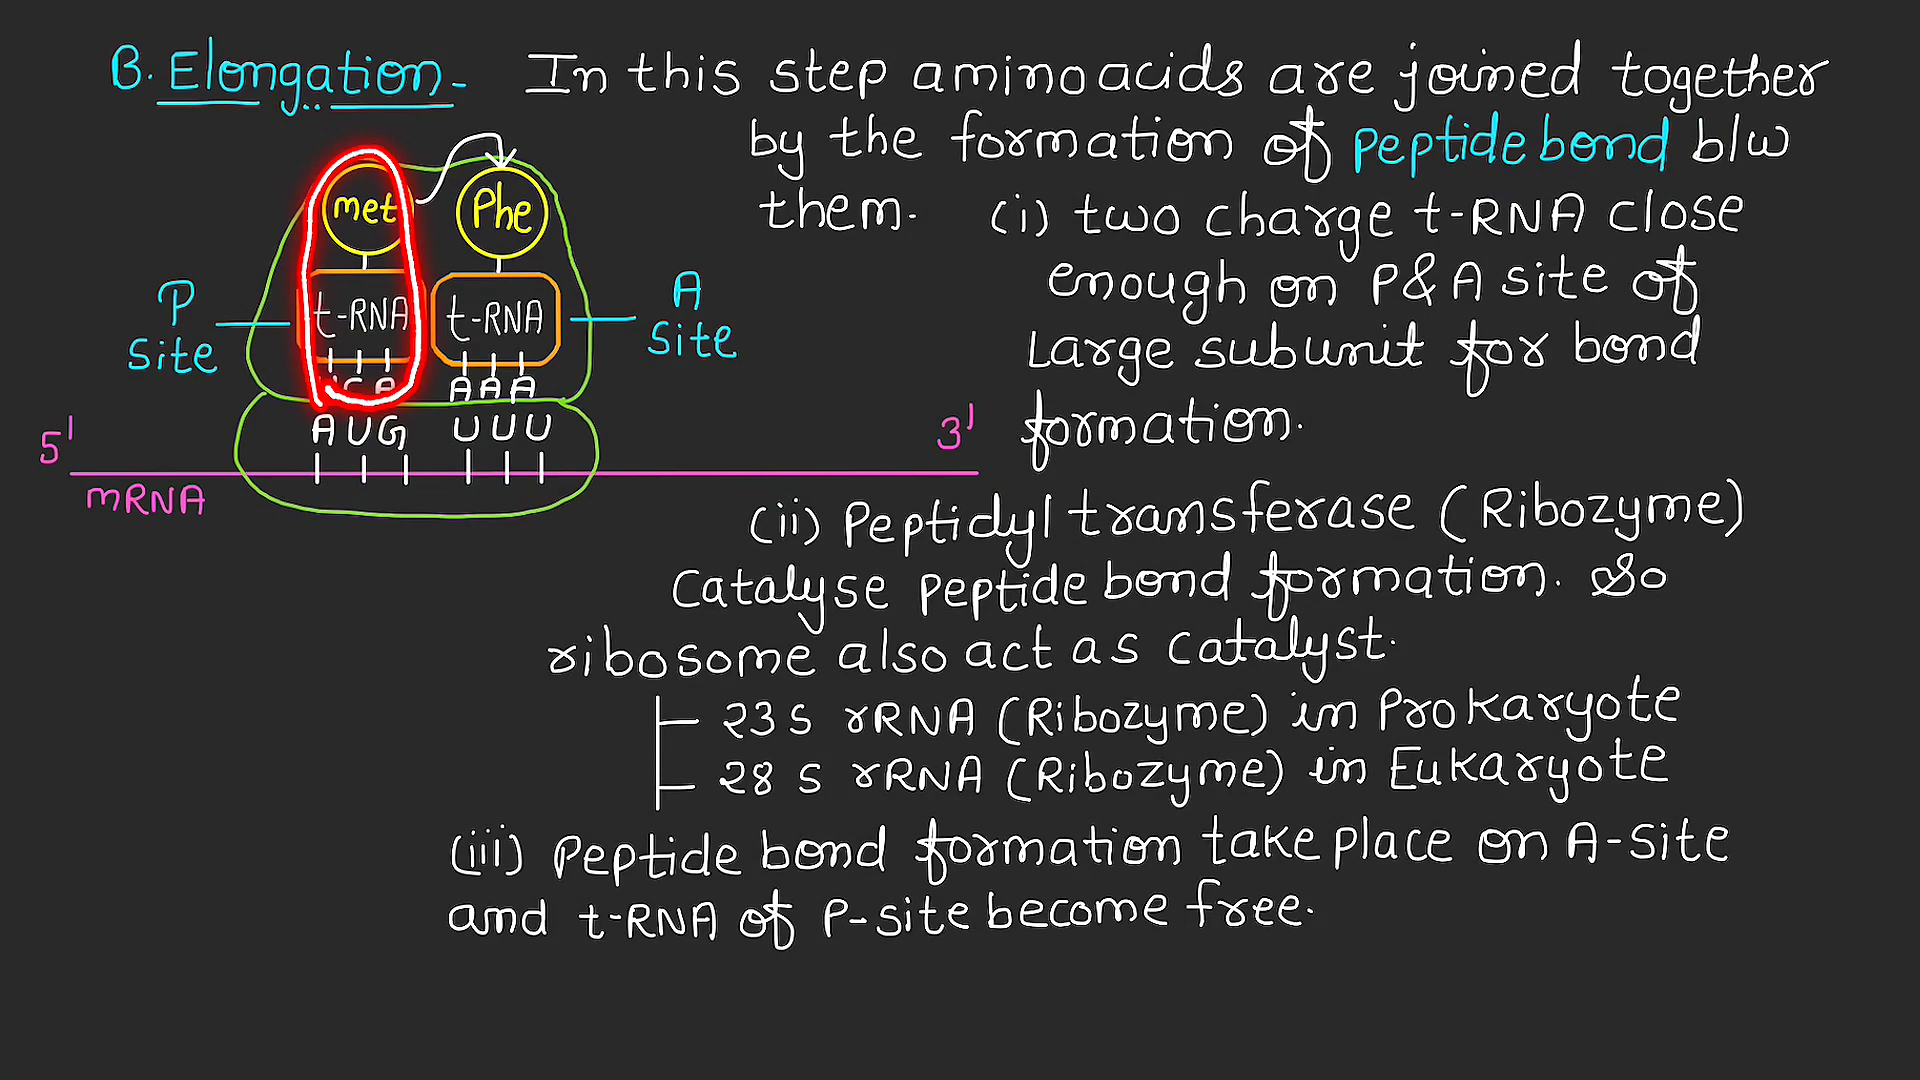 B. Elongation - In this step aminoacids are joined together
by the formation of Peptide bond b/w
them. (i) two charge t-RNA close
enough on P & A site of
Large subunit for bond
formation.
met Phe
P
Site
t-RNA t-RNA
A
Site
AAA
AUG UUU
5' 3'
mRNA
(ii) Peptidyl transferase (Ribozyme)
Catalyse Peptide bond formation. So
ribosome also act as catalyst.
23 S rRNA (Ribozyme) in Prokaryote
28 S rRNA (Ribozyme) in Eukaryote
(iii) Peptide bond formation take place on A-site
and t-RNA of P-site become free.